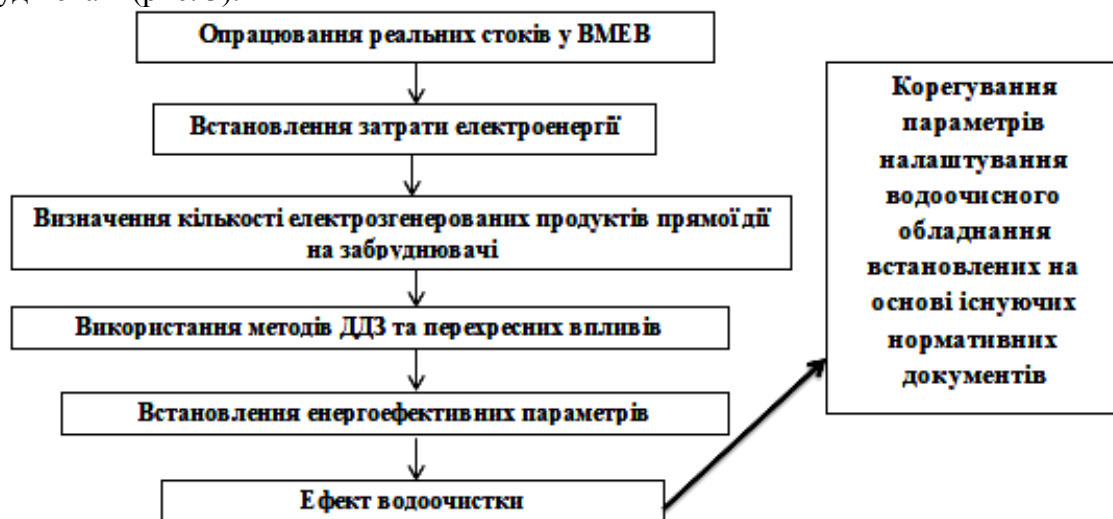 Опрацювання реальних стоків у ВМЕВ
Встановлення затрати електроенергії
Визначення кількості електрозгенерованих продуктів прямої дії
на забруднювачі
Використання методів ДДЗ та перехресних впливів
Встановлення енергоефективних параметрів
Ефект водоочистки
Корегування
параметрів
налаштування
водоочисного
обладнання
встановлених на
основі існуючих
нормативних
документів